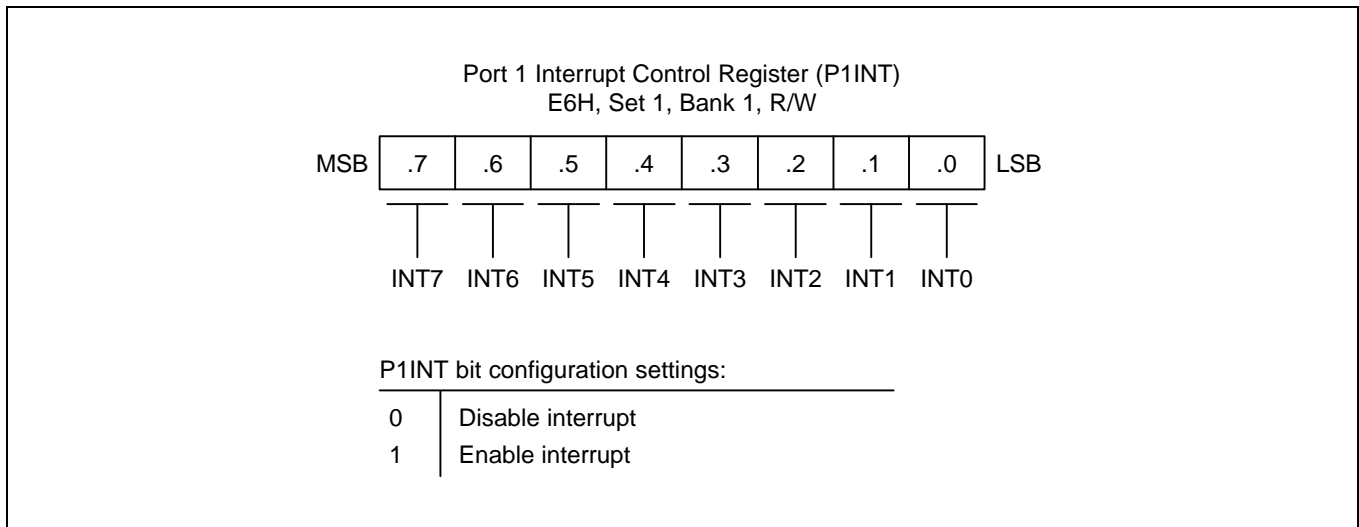 Port 1 Interrupt Control Register (P1INT)
E6H, Set 1, Bank 1, R/W
MSB .7 .6 .5 .4 .3 .2 .1 .0 LSB
INT7 INT6 INT5 INT4 INT3 INT2 INT1 INT0
P1INT bit configuration settings:
0 Disable interrupt
1 Enable interrupt